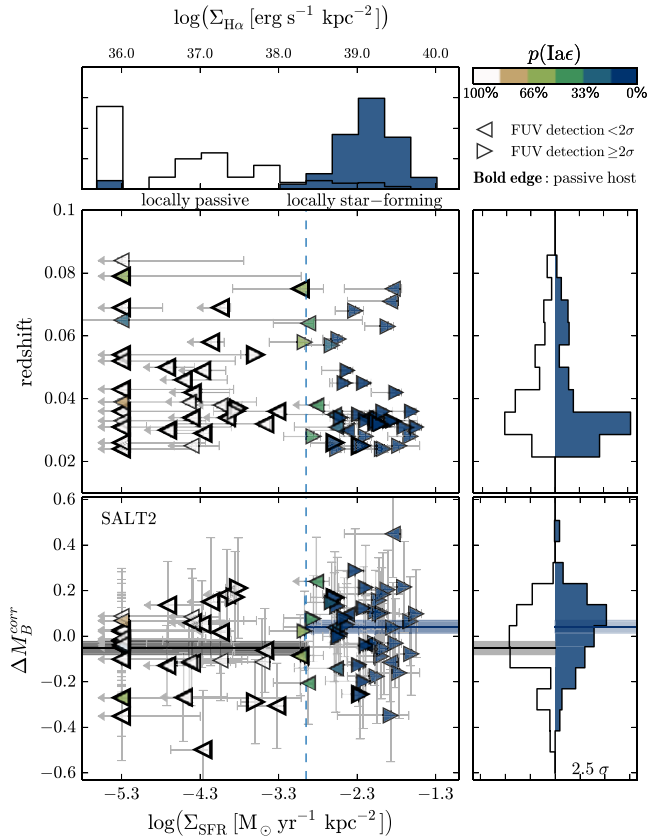 log(Σ_Hα [erg s⁻¹ kpc⁻²])
36.0 37.0 38.0 39.0 40.0
p(Iaϵ)
100% 66% 33% 0%
FUV detection <2σ
FUV detection ≥2σ
Bold edge: passive host
locally passive locally star−forming
0.1
0.08
0.06
0.04
0.02
redshift
0.6
0.4
0.2
0.0
−0.2
−0.4
−0.6
ΔM_B^corr
SALT2
2.5 σ
−5.3 −4.3 −3.3 −2.3 −1.3
log(Σ_SFR [M_⊙ yr⁻¹ kpc⁻²])